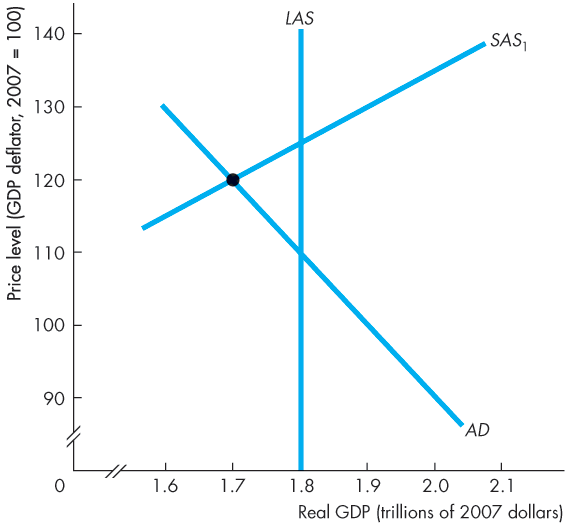 Price level (GDP deflator, 2007 = 100)
LAS
SAS1
140
130
120
110
100
90
AD
0
1.6
1.7
1.8
1.9
2.0
2.1
Real GDP (trillions of 2007 dollars)